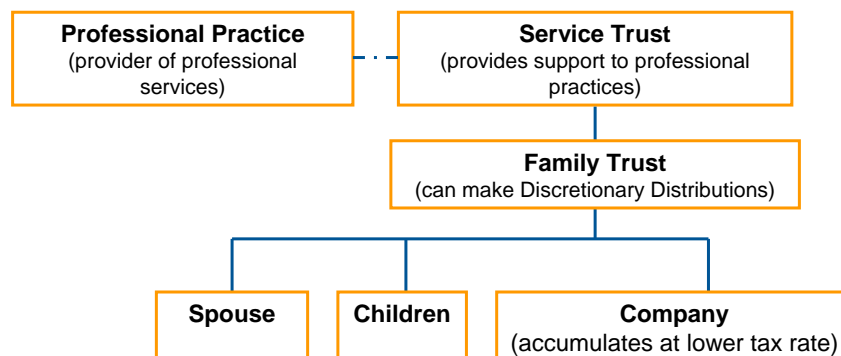 Professional Practice
(provider of professional
services)
Service Trust
(provides support to professional
practices)
Family Trust
(can make Discretionary Distributions)
Spouse
Children
Company
(accumulates at lower tax rate)